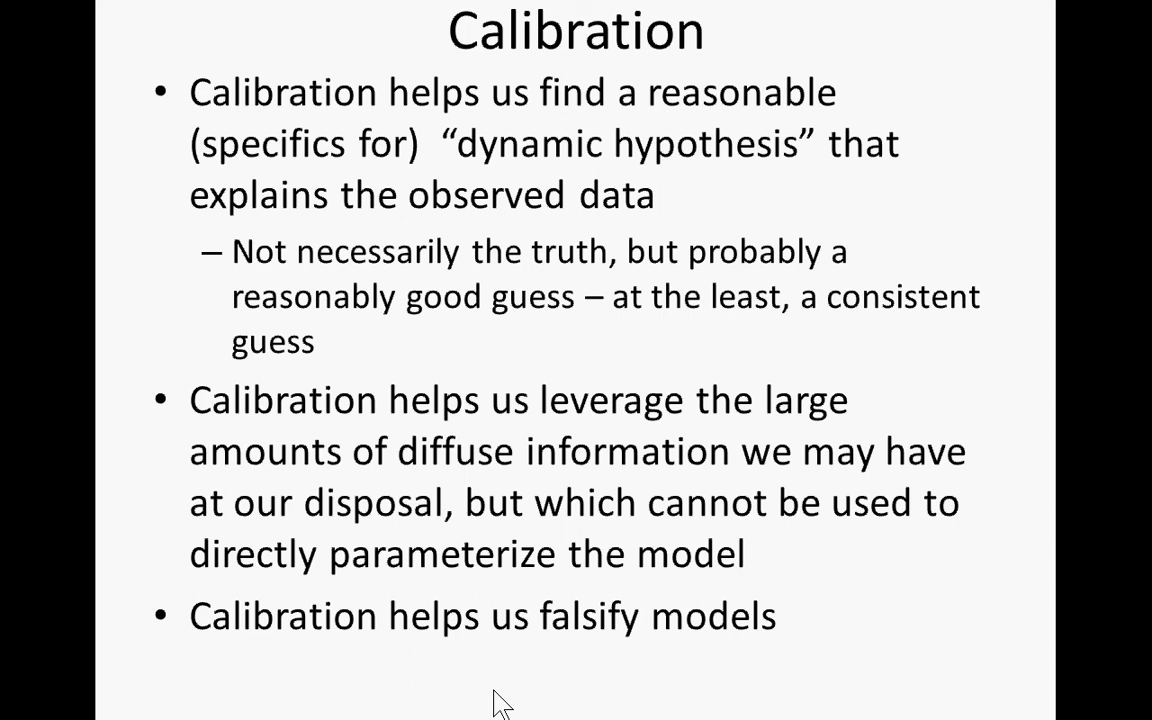 Calibration
• Calibration helps us find a reasonable
(specifics for) “dynamic hypothesis” that
explains the observed data
– Not necessarily the truth, but probably a
reasonably good guess – at the least, a consistent
guess
• Calibration helps us leverage the large
amounts of diffuse information we may have
at our disposal, but which cannot be used to
directly parameterize the model
• Calibration helps us falsify models